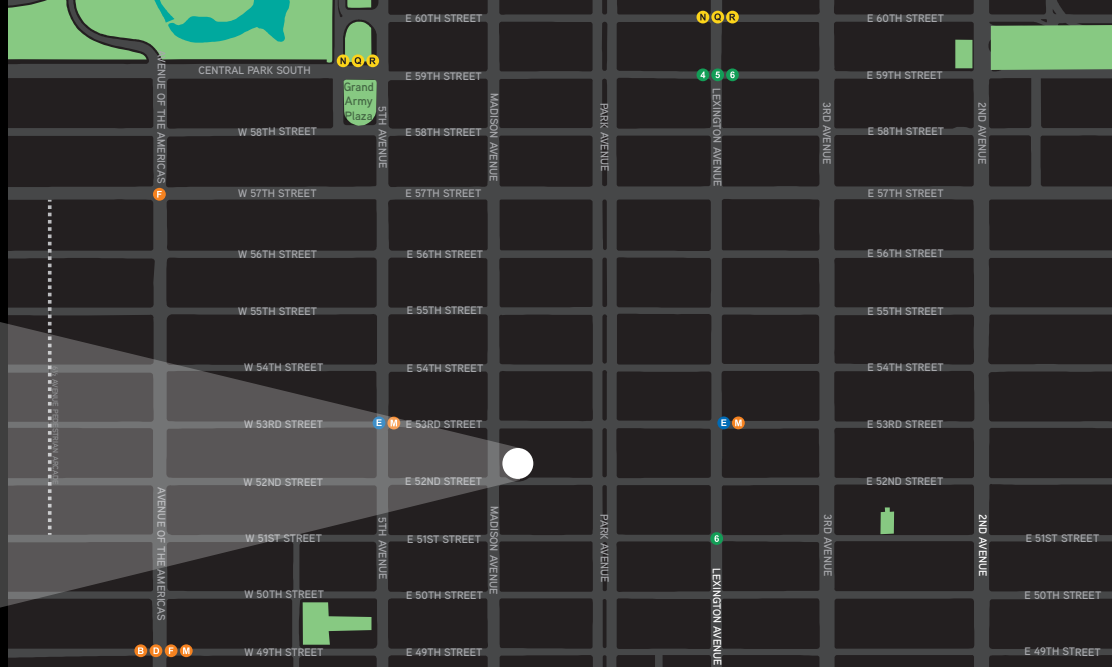 E 60TH STREET
N Q R
E 60TH STREET
N Q R
CENTRAL PARK SOUTH
E 59TH STREET
4 5 6
E 59TH STREET
Grand
Army
Plaza
AVENUE OF THE AMERICAS
5TH AVENUE
MADISON AVENUE
PARK AVENUE
LEXINGTON AVENUE
3RD AVENUE
2ND AVENUE
W 58TH STREET
E 58TH STREET
E 58TH STREET
F
W 57TH STREET
E 57TH STREET
E 57TH STREET
W 56TH STREET
E 56TH STREET
E 56TH STREET
W 55TH STREET
E 55TH STREET
E 55TH STREET
W 54TH STREET
E 54TH STREET
E 54TH STREET
W 53RD STREET
E M
E 53RD STREET
E M
E 53RD STREET
W 52ND STREET
E 52ND STREET
E 52ND STREET
AVENUE OF THE AMERICAS
5TH AVENUE
MADISON AVENUE
PARK AVENUE
LEXINGTON AVENUE
3RD AVENUE
2ND AVENUE
W 51ST STREET
E 51ST STREET
6
E 51ST STREET
W 50TH STREET
E 50TH STREET
E 50TH STREET
B D F M
W 49TH STREET
E 49TH STREET
E 49TH STREET